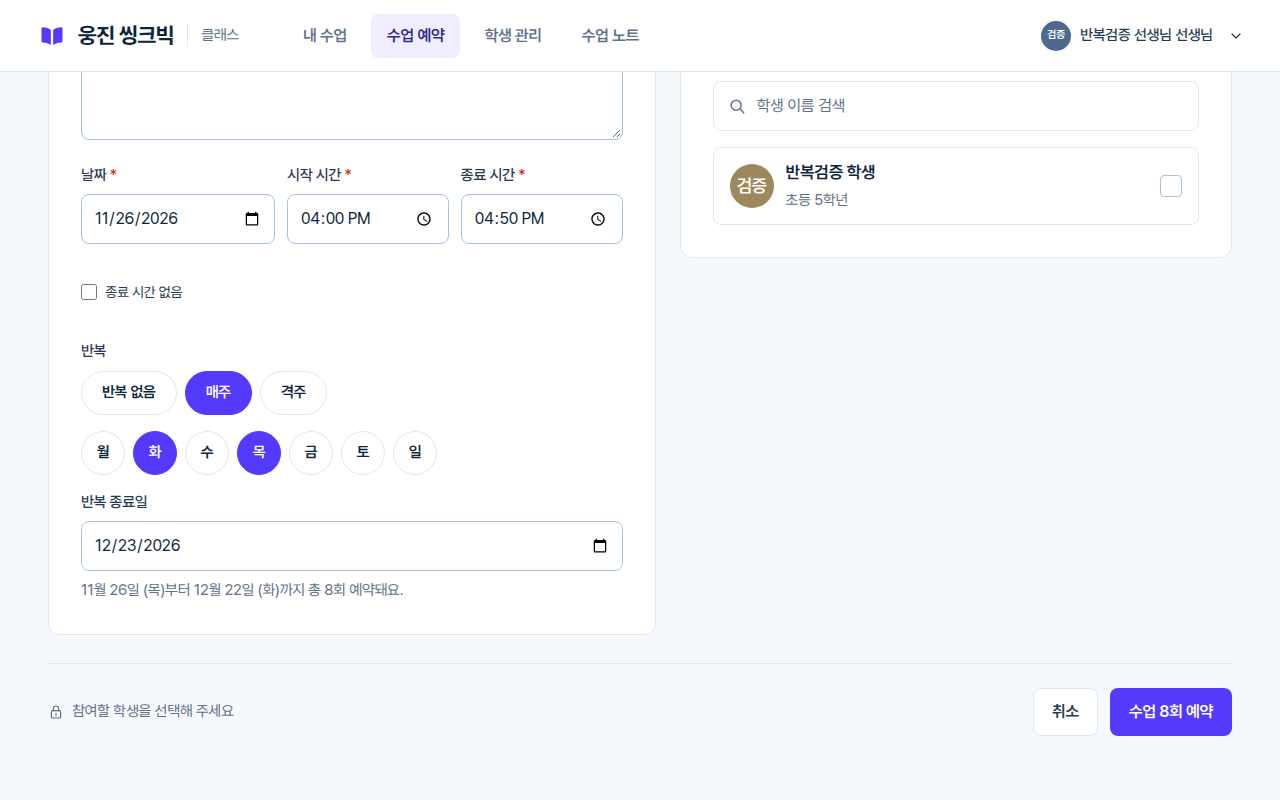 웅진 씽크빅 클래스 내 수업 수업 예약 학생 관리 수업 노트 검증 반복검증 선생님 선생님
날짜 * 시작 시간 * 종료 시간 *
11/26/2026 04:00 PM 04:50 PM
종료 시간 없음
반복
반복 없음 매주 격주
월 화 수 목 금 토 일
반복 종료일
12/23/2026
11월 26일 (목)부터 12월 22일 (화)까지 총 8회 예약돼요.
학생 이름 검색
검증 반복검증 학생
초등 5학년
참여할 학생을 선택해 주세요 취소 수업 8회 예약